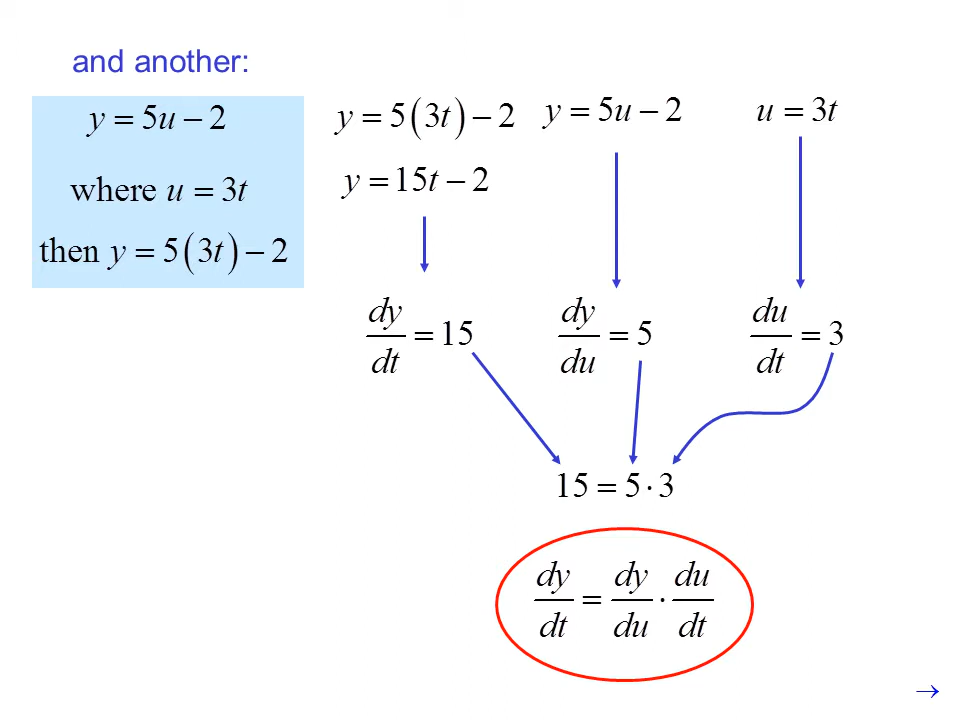 and another:
y = 5u − 2
where u = 3t
then y = 5(3t) − 2
y = 5(3t) − 2
y = 15t − 2
dy/dt = 15
y = 5u − 2
dy/du = 5
u = 3t
du/dt = 3
15 = 5 · 3
dy/dt = dy/du · du/dt
→